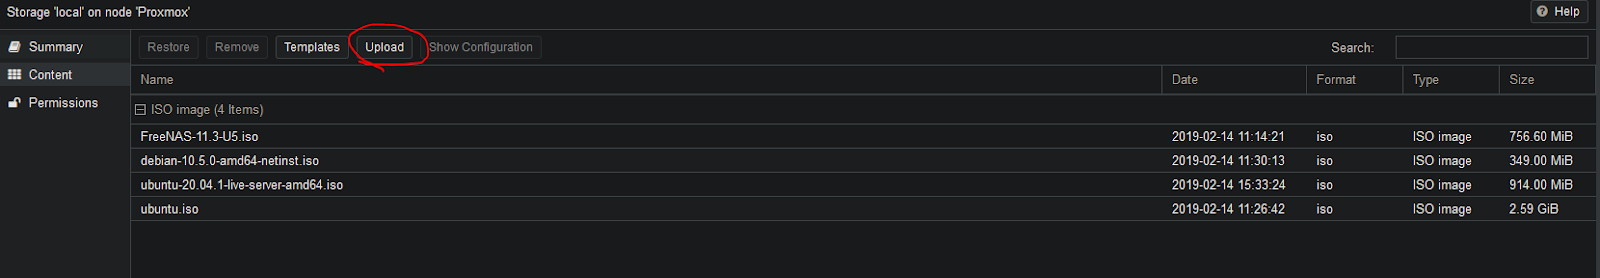 Storage 'local' on node 'Proxmox' Help
Summary Restore Remove Templates Upload Show Configuration Search:
Content
Permissions
Name Date Format Type Size
ISO image (4 Items)
FreeNAS-11.3-U5.iso 2019-02-14 11:14:21 iso ISO image 756.60 MiB
debian-10.5.0-amd64-netinst.iso 2019-02-14 11:30:13 iso ISO image 349.00 MiB
ubuntu-20.04.1-live-server-amd64.iso 2019-02-14 15:33:24 iso ISO image 914.00 MiB
ubuntu.iso 2019-02-14 11:26:42 iso ISO image 2.59 GiB